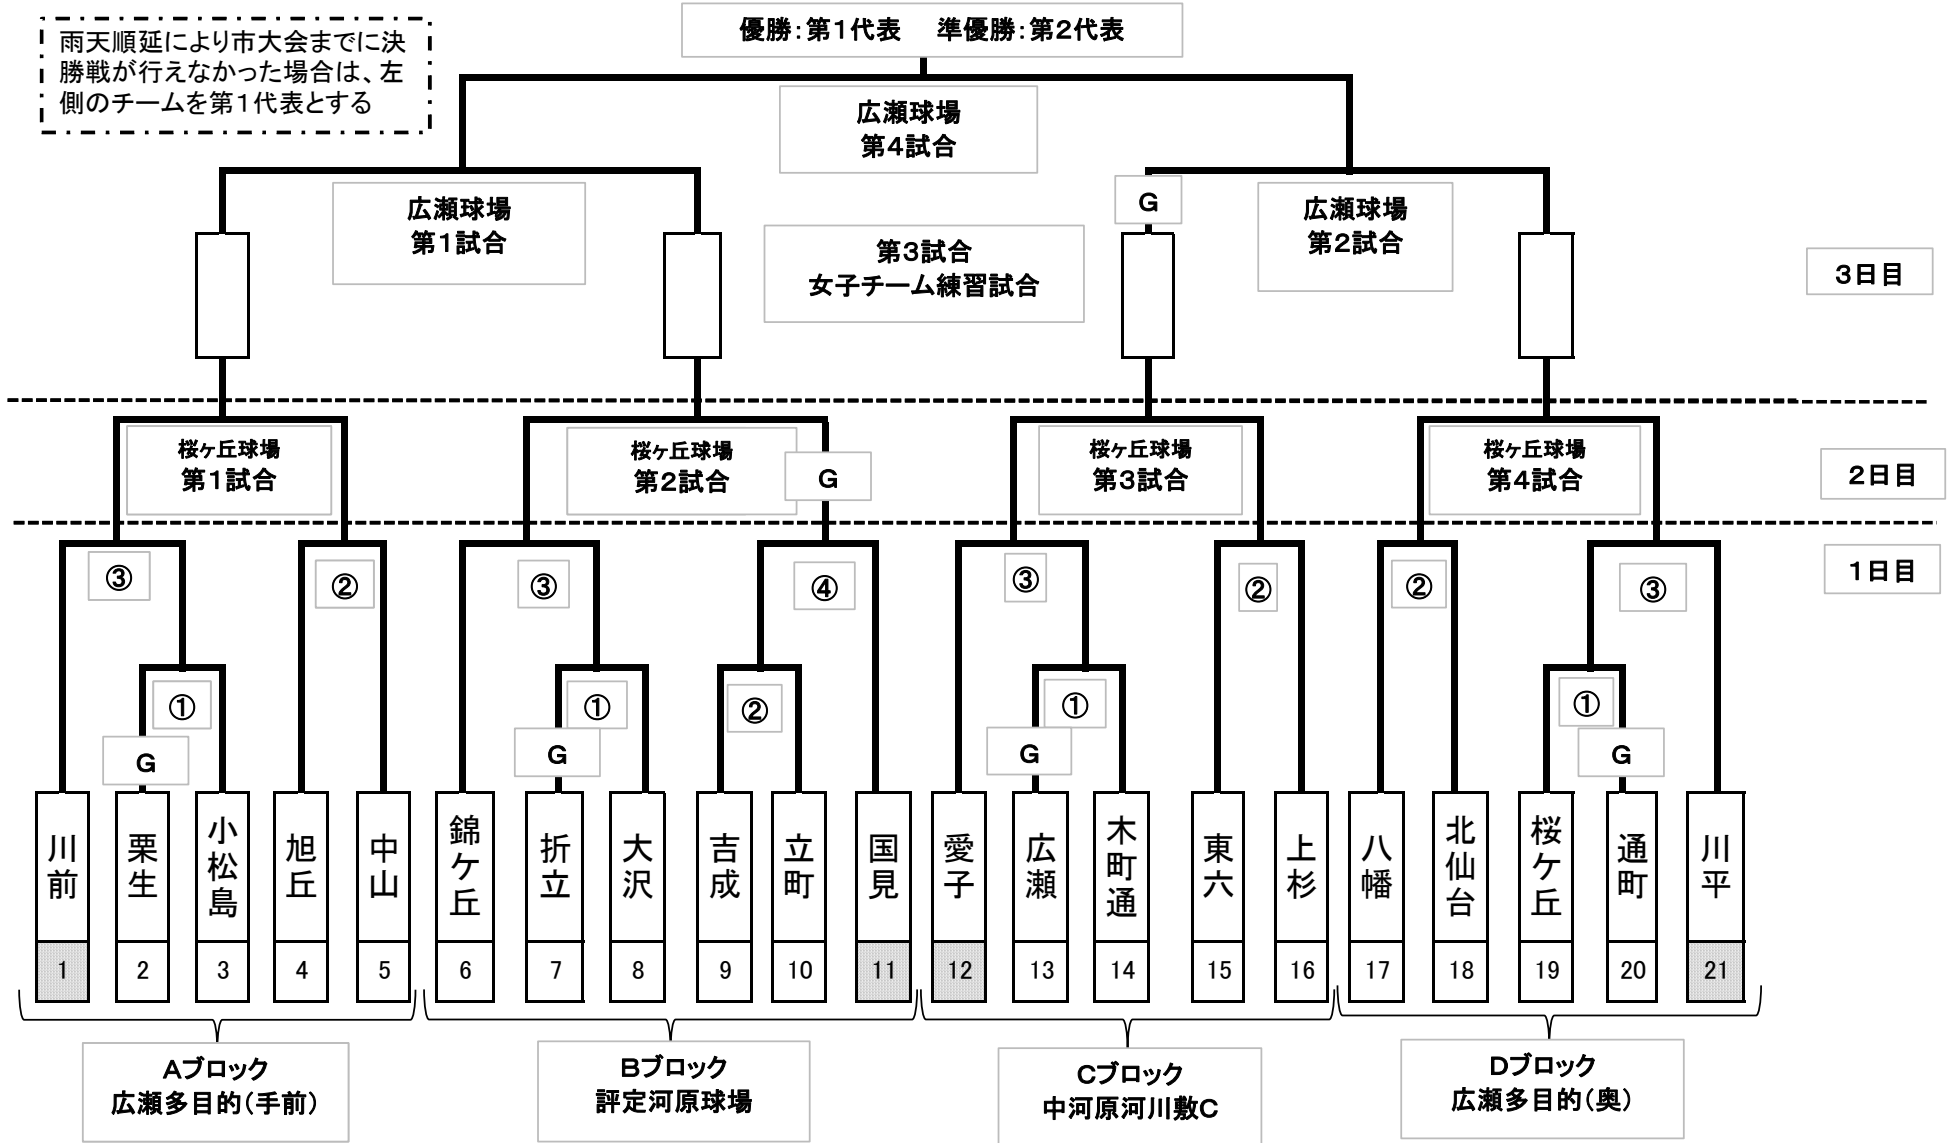 優勝：第１代表　準優勝：第２代表
雨天順延により市大会までに決
勝戦が行えなかった場合は、左
側のチームを第１代表とする
広瀬球場
第４試合
広瀬球場
第１試合
G
広瀬球場
第２試合
第３試合
女子チーム練習試合
３日目
桜ヶ丘球場
第１試合
桜ヶ丘球場
第２試合
G
桜ヶ丘球場
第３試合
桜ヶ丘球場
第４試合
２日目
１日目
③
②
③
④
③
②
②
③
①
①
②
①
①
G
G
G
G
川前
栗生
小松島
旭丘
中山
錦ケ丘
折立
大沢
吉成
立町
国見
愛子
広瀬
木町通
東六
上杉
八幡
北仙台
桜ケ丘
通町
川平
1 2 3 4 5 6 7 8 9 10 11 12 13 14 15 16 17 18 19 20 21
Aブロック
広瀬多目的（手前）
Bブロック
評定河原球場
Cブロック
中河原河川敷C
Dブロック
広瀬多目的（奥）